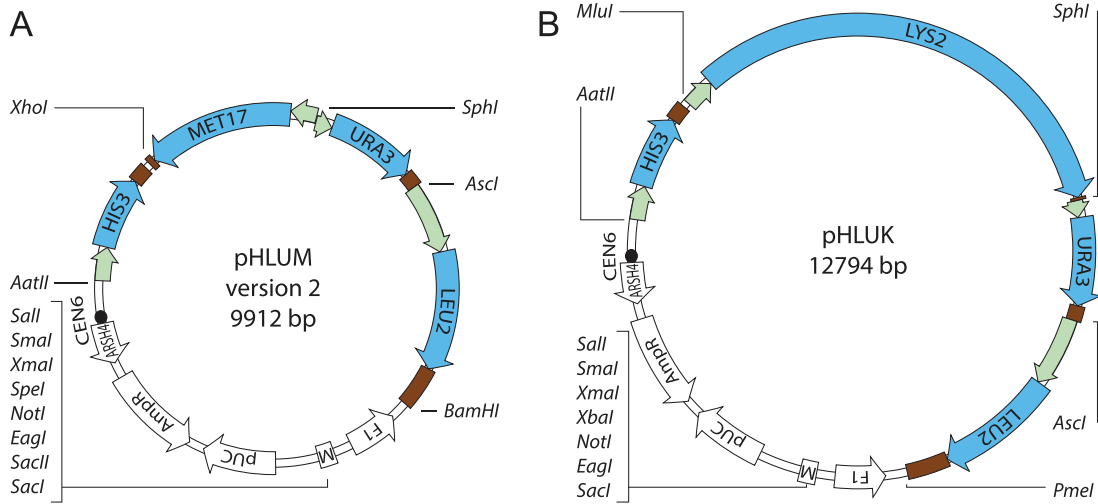 A
XhoI
MET17
SphI
URA3
AscI
HIS3
pHLUM
version 2
9912 bp
LEU2
AatII
CEN6
ARSH4
SalI
SmaI
XmaI
SpeI
NotI
EagI
SacII
SacI
AmpR
pUC
M
F1
BamHI
B
MluI
LYS2
SphI
AatII
HIS3
pHLUK
12794 bp
URA3
CEN6
ARSH4
SalI
SmaI
XmaI
XbaI
NotI
EagI
SacI
AmpR
pUC
M
F1
LEU2
AscI
PmeI